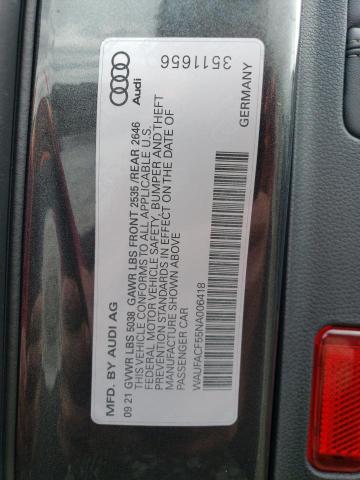 MFD. BY AUDI AG
Audi
09 21 GVWR LBS 5038 GAWR LBS FRONT 2535/REAR 2646
THIS VEHICLE CONFORMS TO ALL APPLICABLE U.S.
FEDERAL MOTOR VEHICLE SAFETY, BUMPER AND THEFT
PREVENTION STANDARDS IN EFFECT ON THE DATE OF
MANUFACTURE SHOWN ABOVE
PASSENGER CAR
WAUFACF55NA006418
GERMANY
3511656